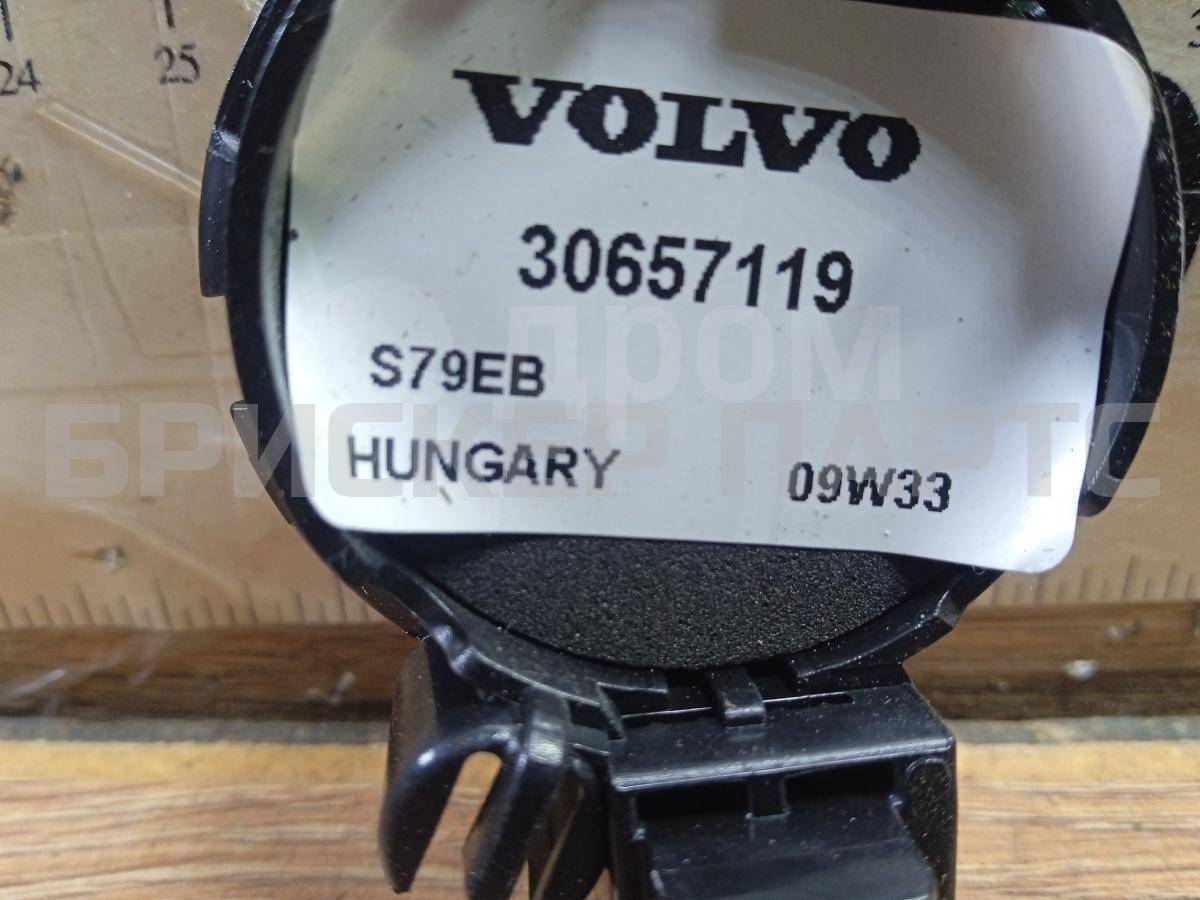 24 25
VOLVO
30657119
дром
S79EB
БРИСКЕР ПАРТС
HUNGARY 09W33